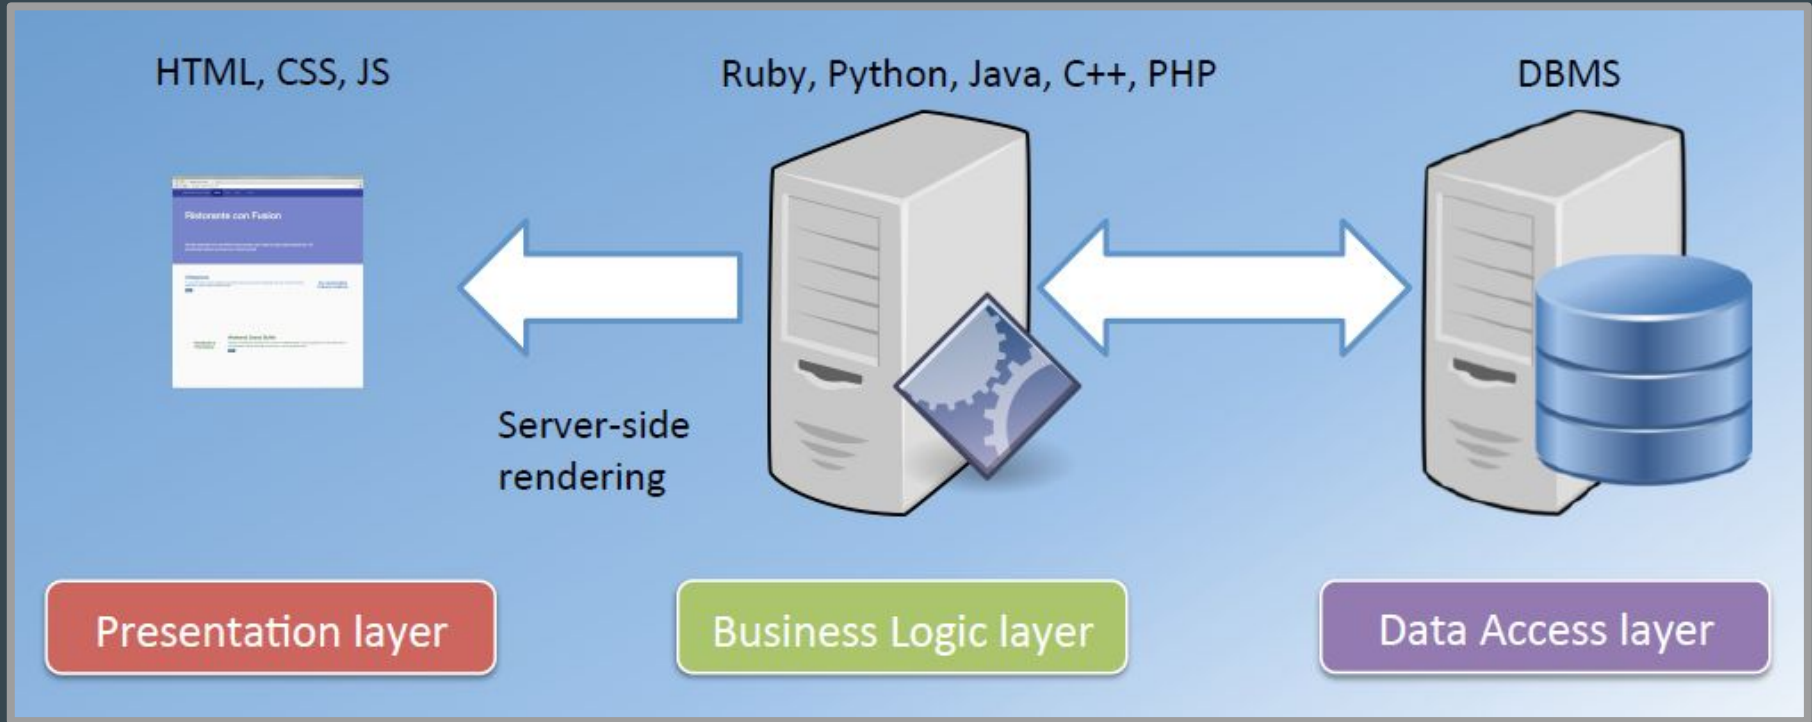 HTML, CSS, JS
Ruby, Python, Java, C++, PHP
DBMS
Ristorante con Fusion
Server-side
rendering
Presentation layer
Business Logic layer
Data Access layer